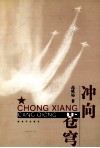 冲向
苍穹
CHONG XIANG
CANG QIONG